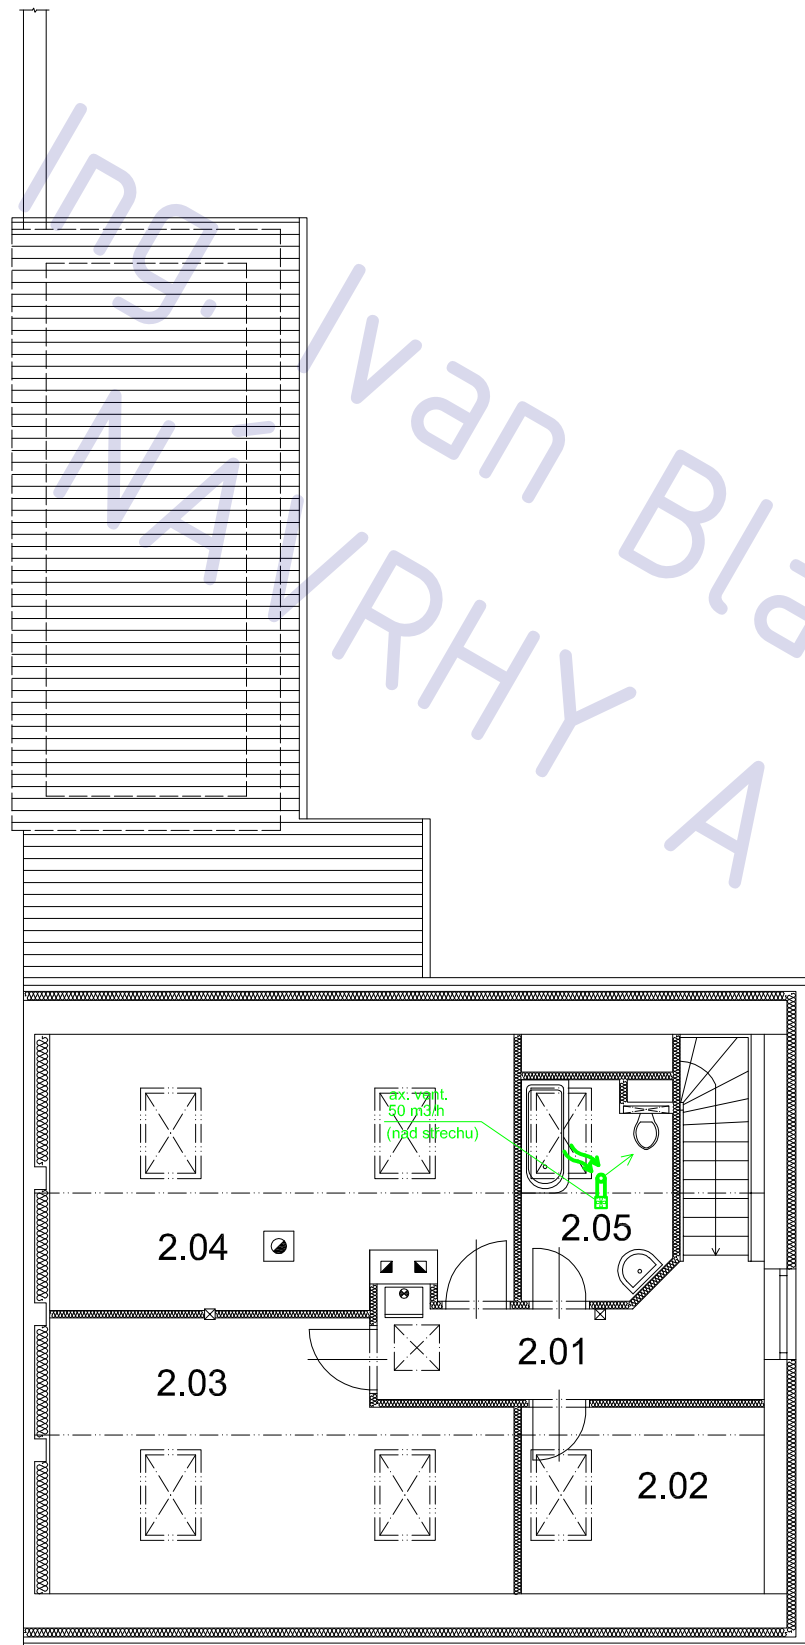 Ing. Ivan Bla
NÁVRHY A
ax. vent.
50 m3/h
(nad střechu)
2.04
2.05
2.01
2.03
2.02